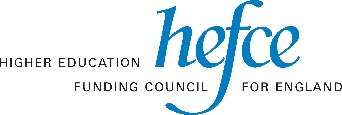 hefce
HIGHER EDUCATION
FUNDING COUNCIL FOR ENGLAND